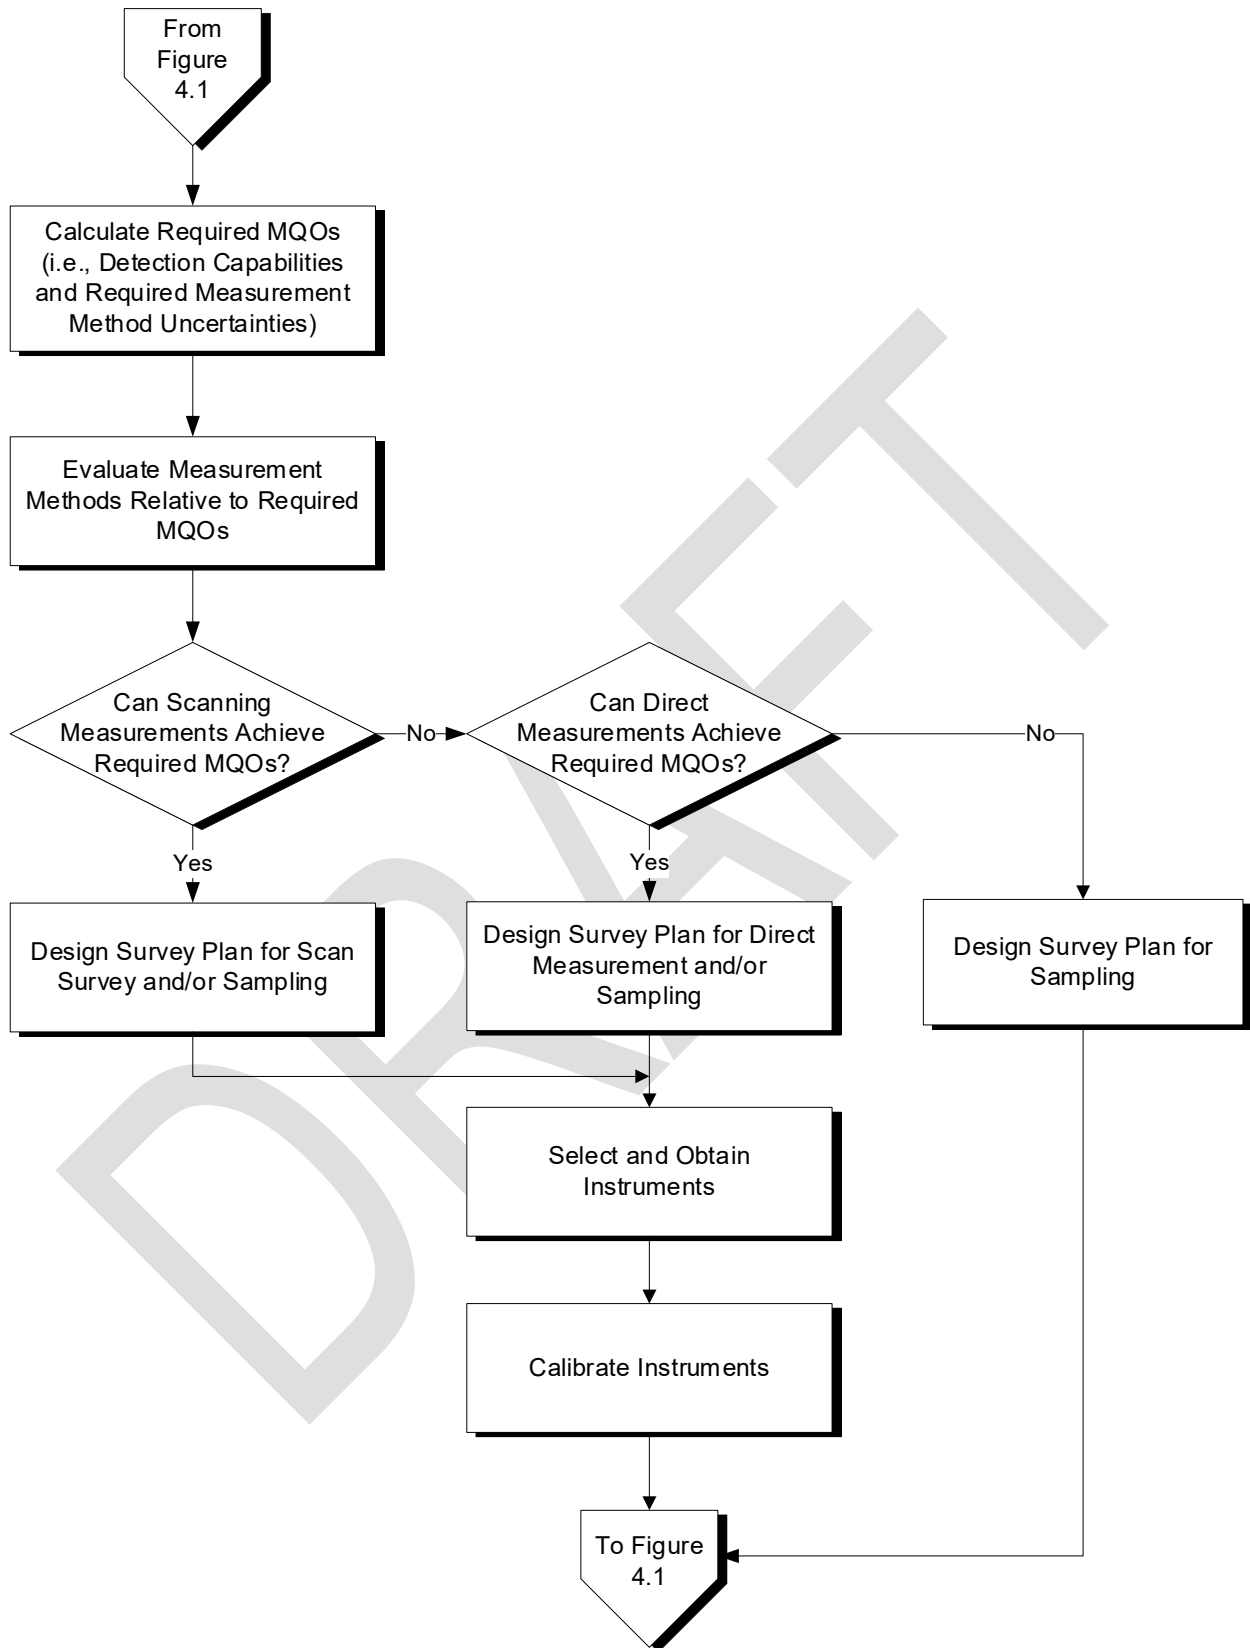 From
Figure
4.1
Calculate Required MQOs
(i.e., Detection Capabilities
and Required Measurement
Method Uncertainties)
Evaluate Measurement
Methods Relative to Required
MQOs
Can Scanning
Measurements Achieve
Required MQOs?
No
Can Direct
Measurements Achieve
Required MQOs?
No
Yes
Yes
Design Survey Plan for Scan
Survey and/or Sampling
Design Survey Plan for Direct
Measurement and/or
Sampling
Design Survey Plan for
Sampling
Select and Obtain
Instruments
Calibrate Instruments
To Figure
4.1
DRAFT